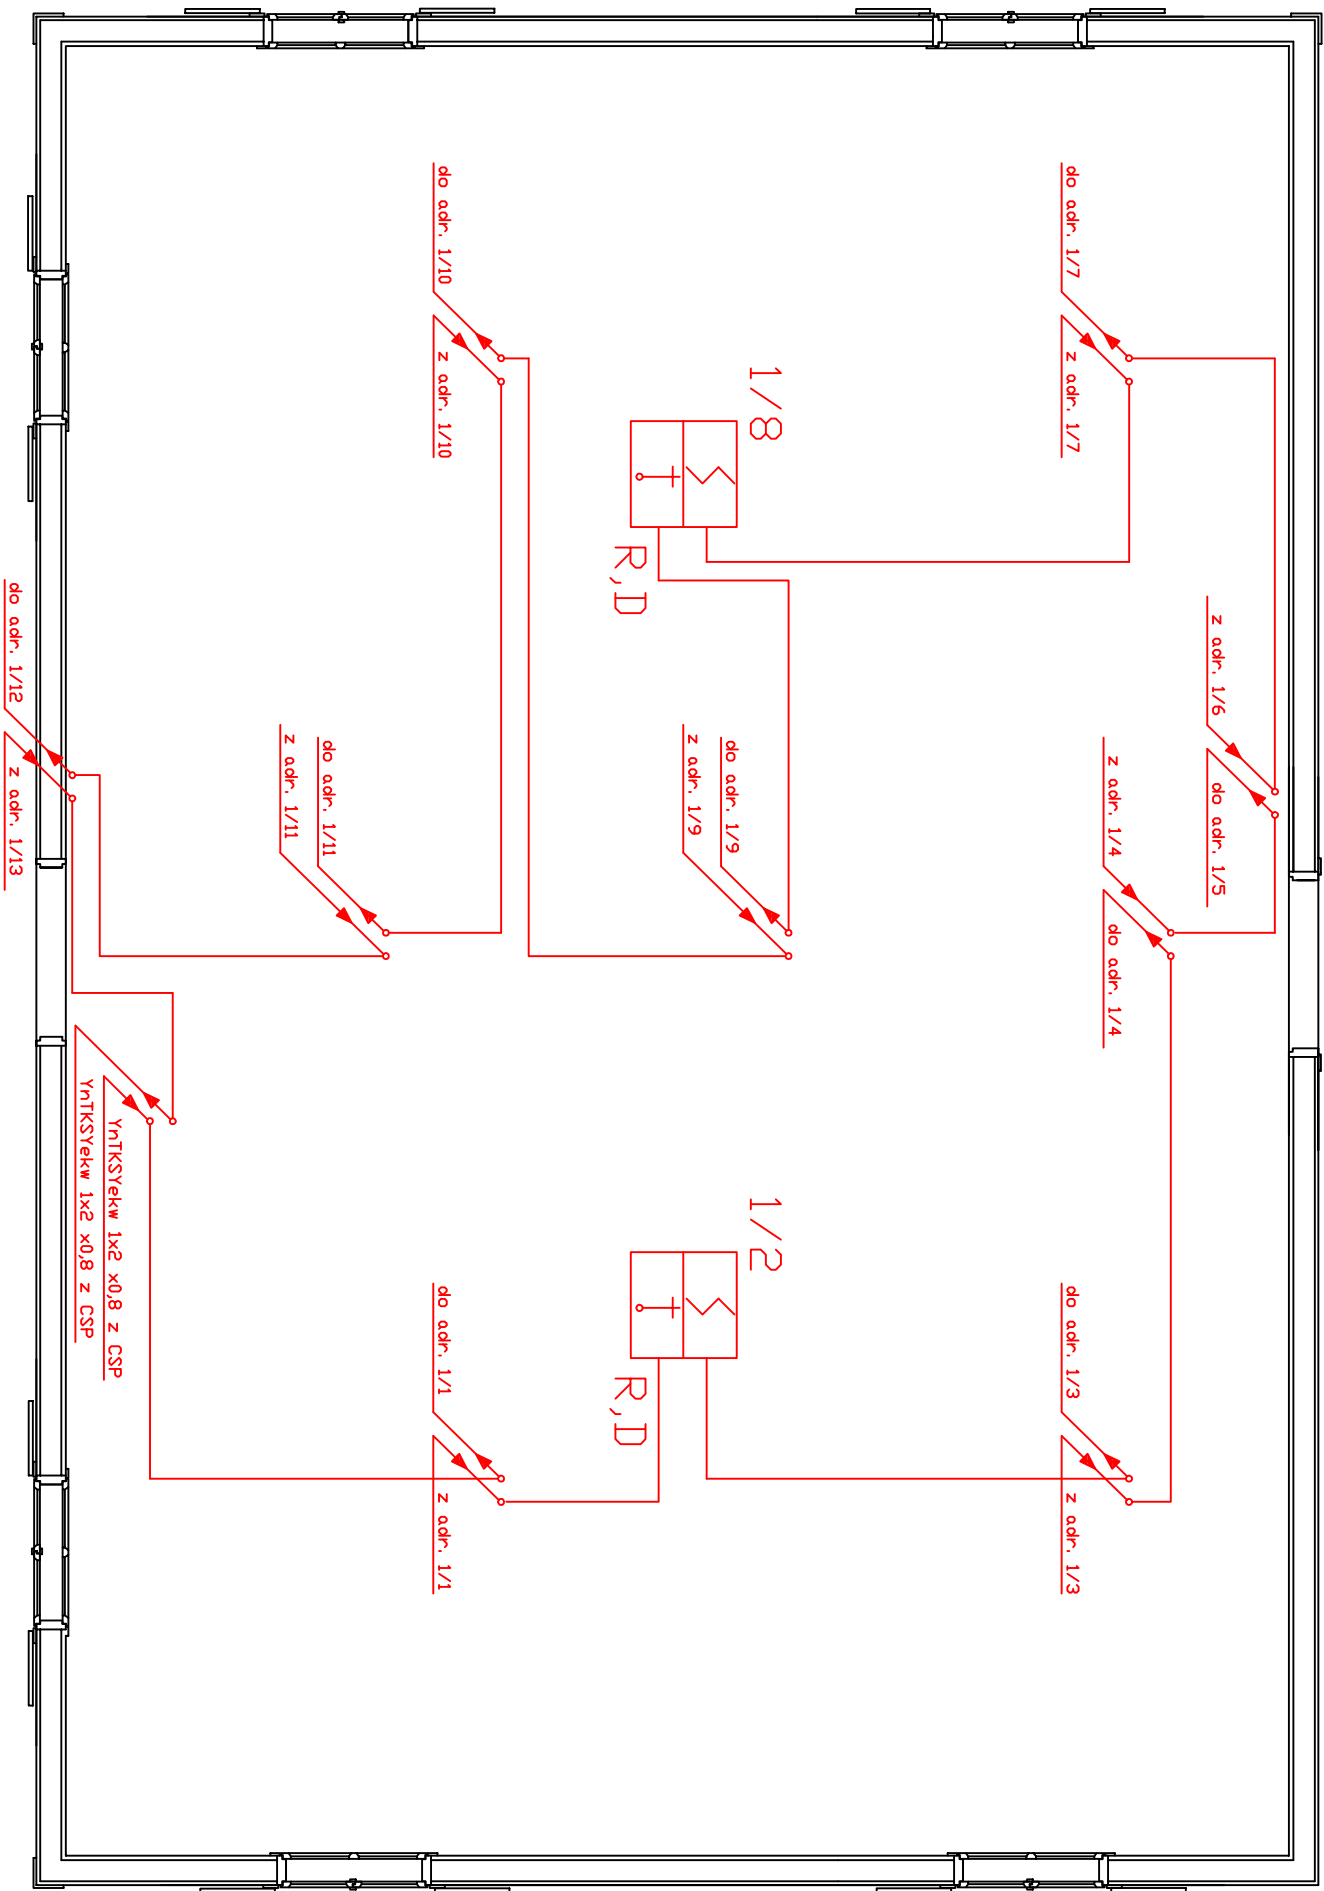 do adr. 1/7
z adr. 1/7
z adr. 1/6
do adr. 1/5
z adr. 1/4
do adr. 1/4
do adr. 1/3
z adr. 1/3
1/8
R,D
do adr. 1/9
z adr. 1/9
1/2
R,D
do adr. 1/10
z adr. 1/10
do adr. 1/11
z adr. 1/11
do adr. 1/1
z adr. 1/1
YnTKSYekw 1x2 x0,8 z CSP
YnTKSYekw 1x2 x0,8 z CSP
do adr. 1/12
z adr. 1/13